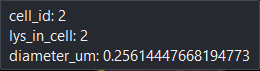 cell_id: 2
lys_in_cell: 2
diameter_um: 0.25614447668194773